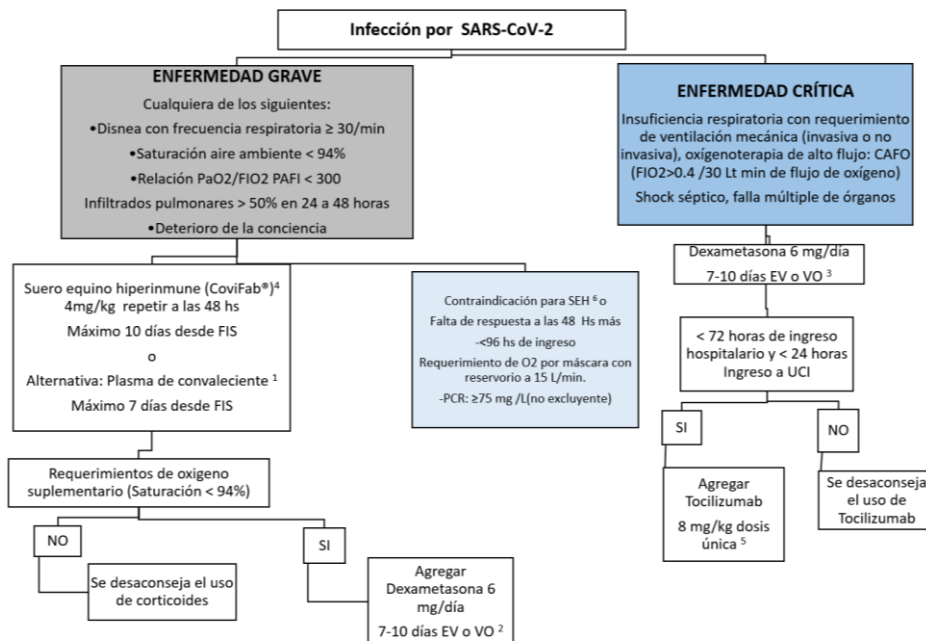 Infección por SARS-CoV-2
ENFERMEDAD GRAVE
Cualquiera de los siguientes:
•Disnea con frecuencia respiratoria ≥ 30/min
•Saturación aire ambiente < 94%
•Relación PaO2/FIO2 PAFI < 300
Infiltrados pulmonares > 50% en 24 a 48 horas
•Deterioro de la conciencia
ENFERMEDAD CRÍTICA
Insuficiencia respiratoria con requerimiento
de ventilación mecánica (invasiva o no
invasiva), oxígenoterapia de alto flujo: CAFO
(FIO2>0.4 /30 Lt min de flujo de oxígeno)
Shock séptico, falla múltiple de órganos
Suero equino hiperinmune (CoviFab®)⁴
4mg/kg repetir a las 48 hs
Máximo 10 días desde FIS
o
Alternativa: Plasma de convaleciente ¹
Máximo 7 días desde FIS
Contraindicación para SEH ⁶ o
Falta de respuesta a las 48 Hs más
-<96 hs de ingreso
Requerimiento de O2 por máscara con
reservorio a 15 L/min.
-PCR: ≥75 mg /L(no excluyente)
Dexametasona 6 mg/día
7-10 días EV o VO ³
< 72 horas de ingreso
hospitalario y < 24 horas
Ingreso a UCI
SI
NO
Agregar
Tocilizumab
8 mg/kg dosis
única ⁵
Se desaconseja
el uso de
Tocilizumab
Requerimientos de oxigeno
suplementario (Saturación < 94%)
NO
SI
Se desaconseja el uso
de corticoides
Agregar
Dexametasona 6
mg/día
7-10 días EV o VO ²